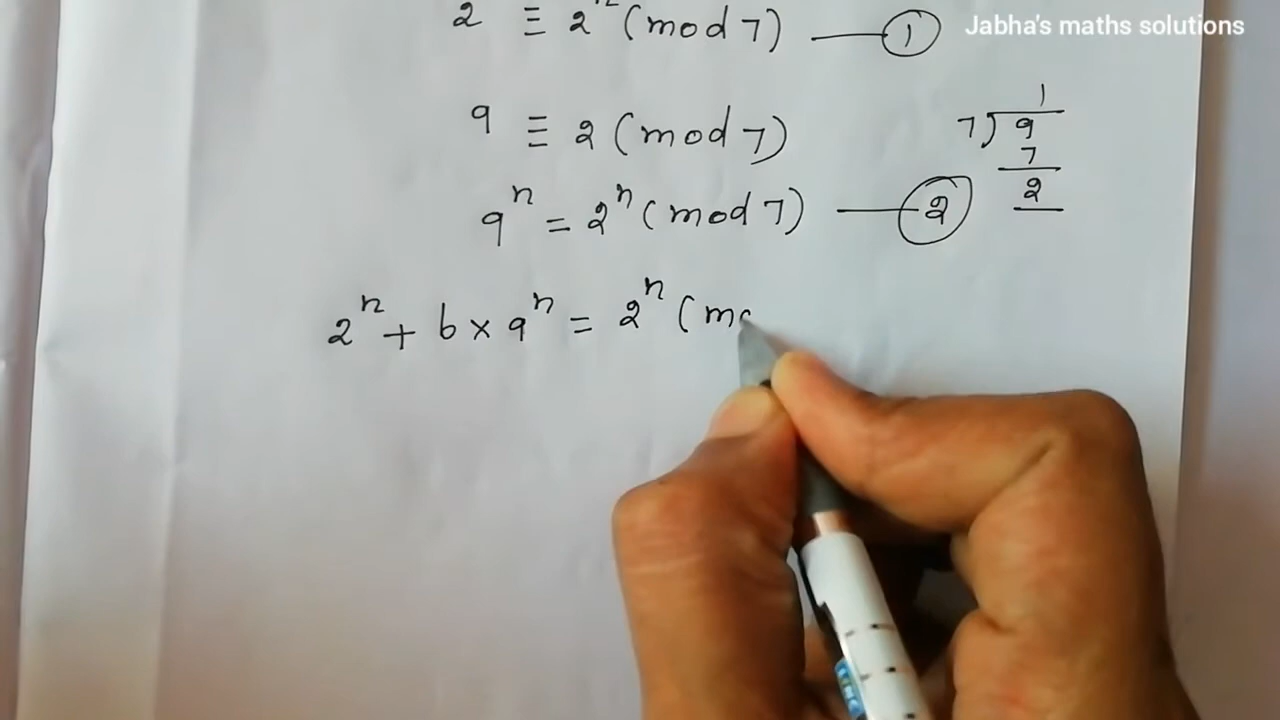 Jabha's maths solutions
2 ≡ 2ⁿ (mod 7) — ①
9 ≡ 2 (mod 7)
9ⁿ = 2ⁿ (mod 7) — ②
7) 9
1
7
2
2ⁿ + 6 × 9ⁿ = 2ⁿ (mo